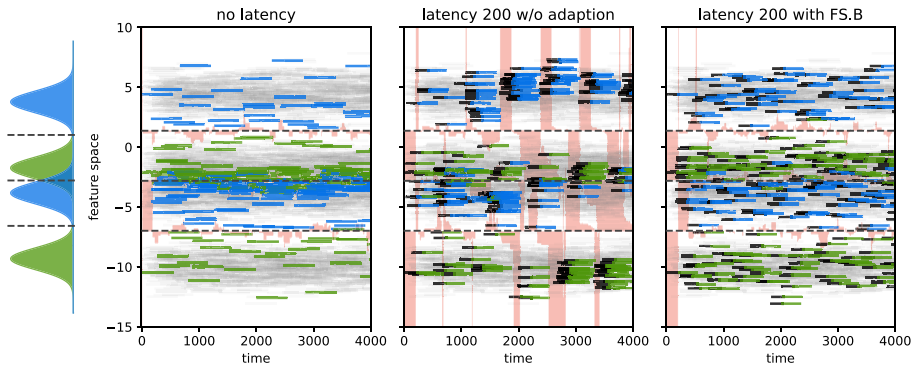 no latency
latency 200 w/o adaption
latency 200 with FS.B
feature space
10
5
0
−5
−10
−15
0 1000 2000 3000 4000
0 1000 2000 3000 4000
0 1000 2000 3000 4000
time
time
time